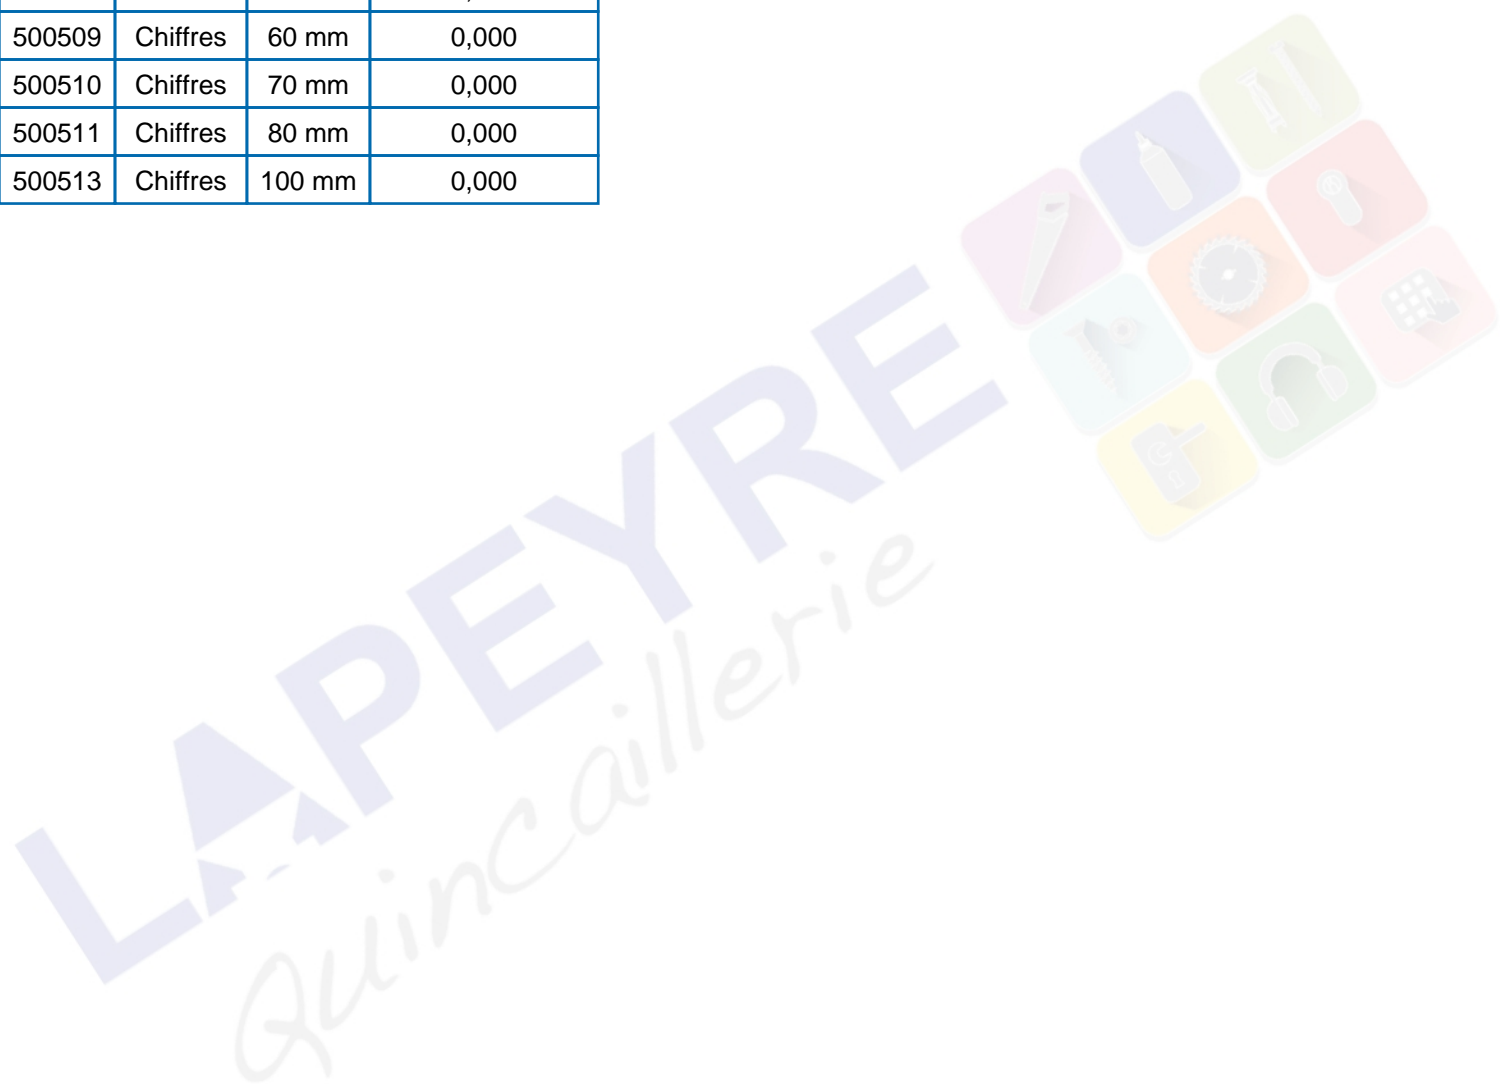 500509 Chiffres 60 mm 0,000
500510 Chiffres 70 mm 0,000
500511 Chiffres 80 mm 0,000
500513 Chiffres 100 mm 0,000
LAPEYRE
Quincaillerie